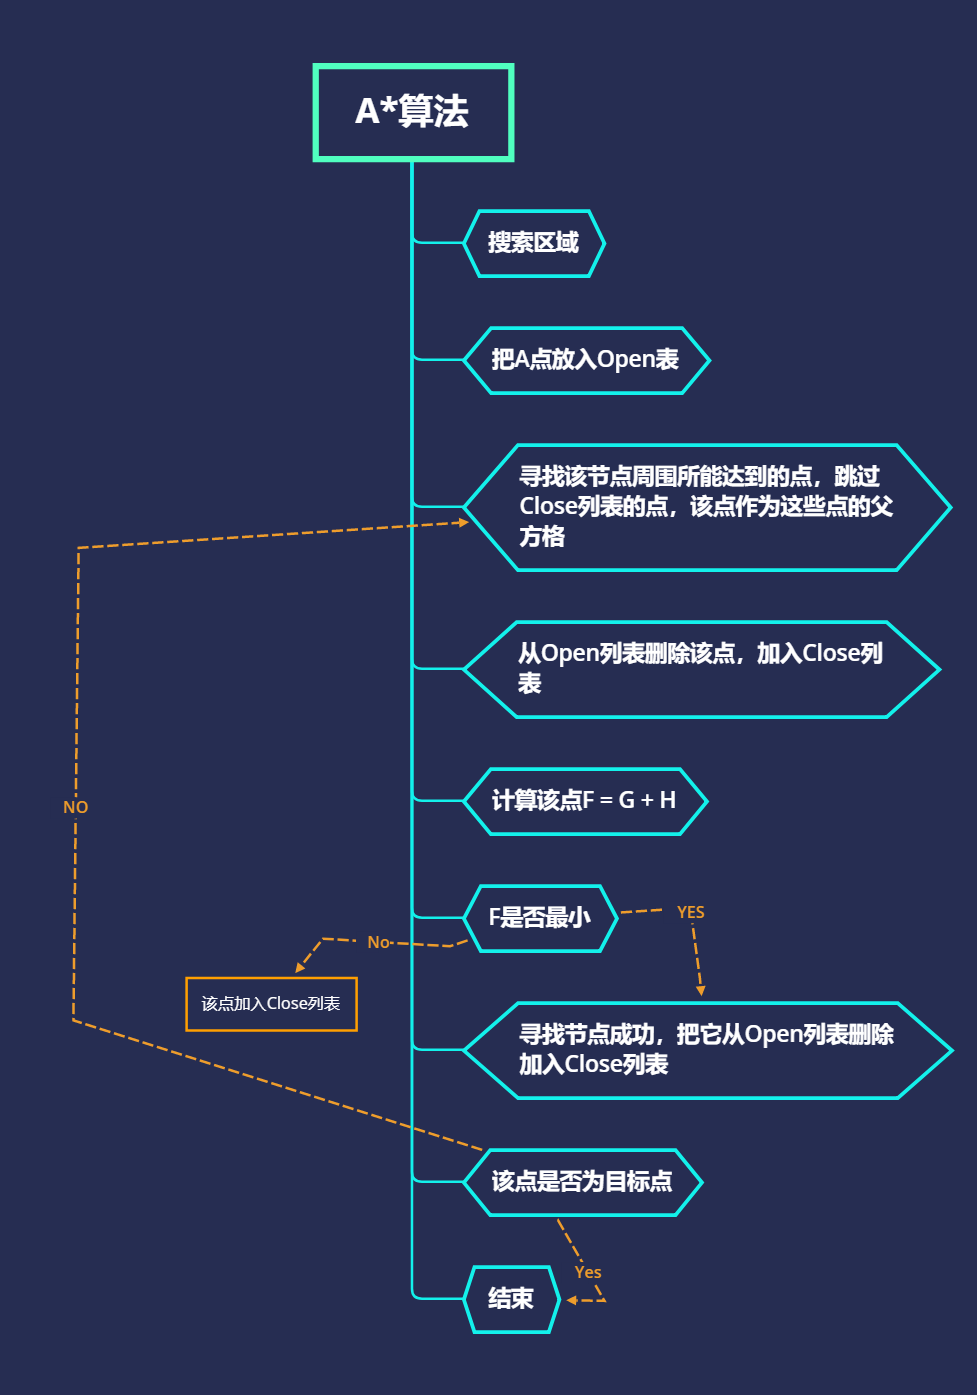 A*算法
搜索区域
把A点放入Open表
寻找该节点周围所能达到的点，跳过
Close列表的点，该点作为这些点的父
方格
从Open列表删除该点，加入Close列
表
NO
计算该点F = G + H
F是否最小
YES
No
该点加入Close列表
寻找节点成功，把它从Open列表删除
加入Close列表
该点是否为目标点
Yes
结束